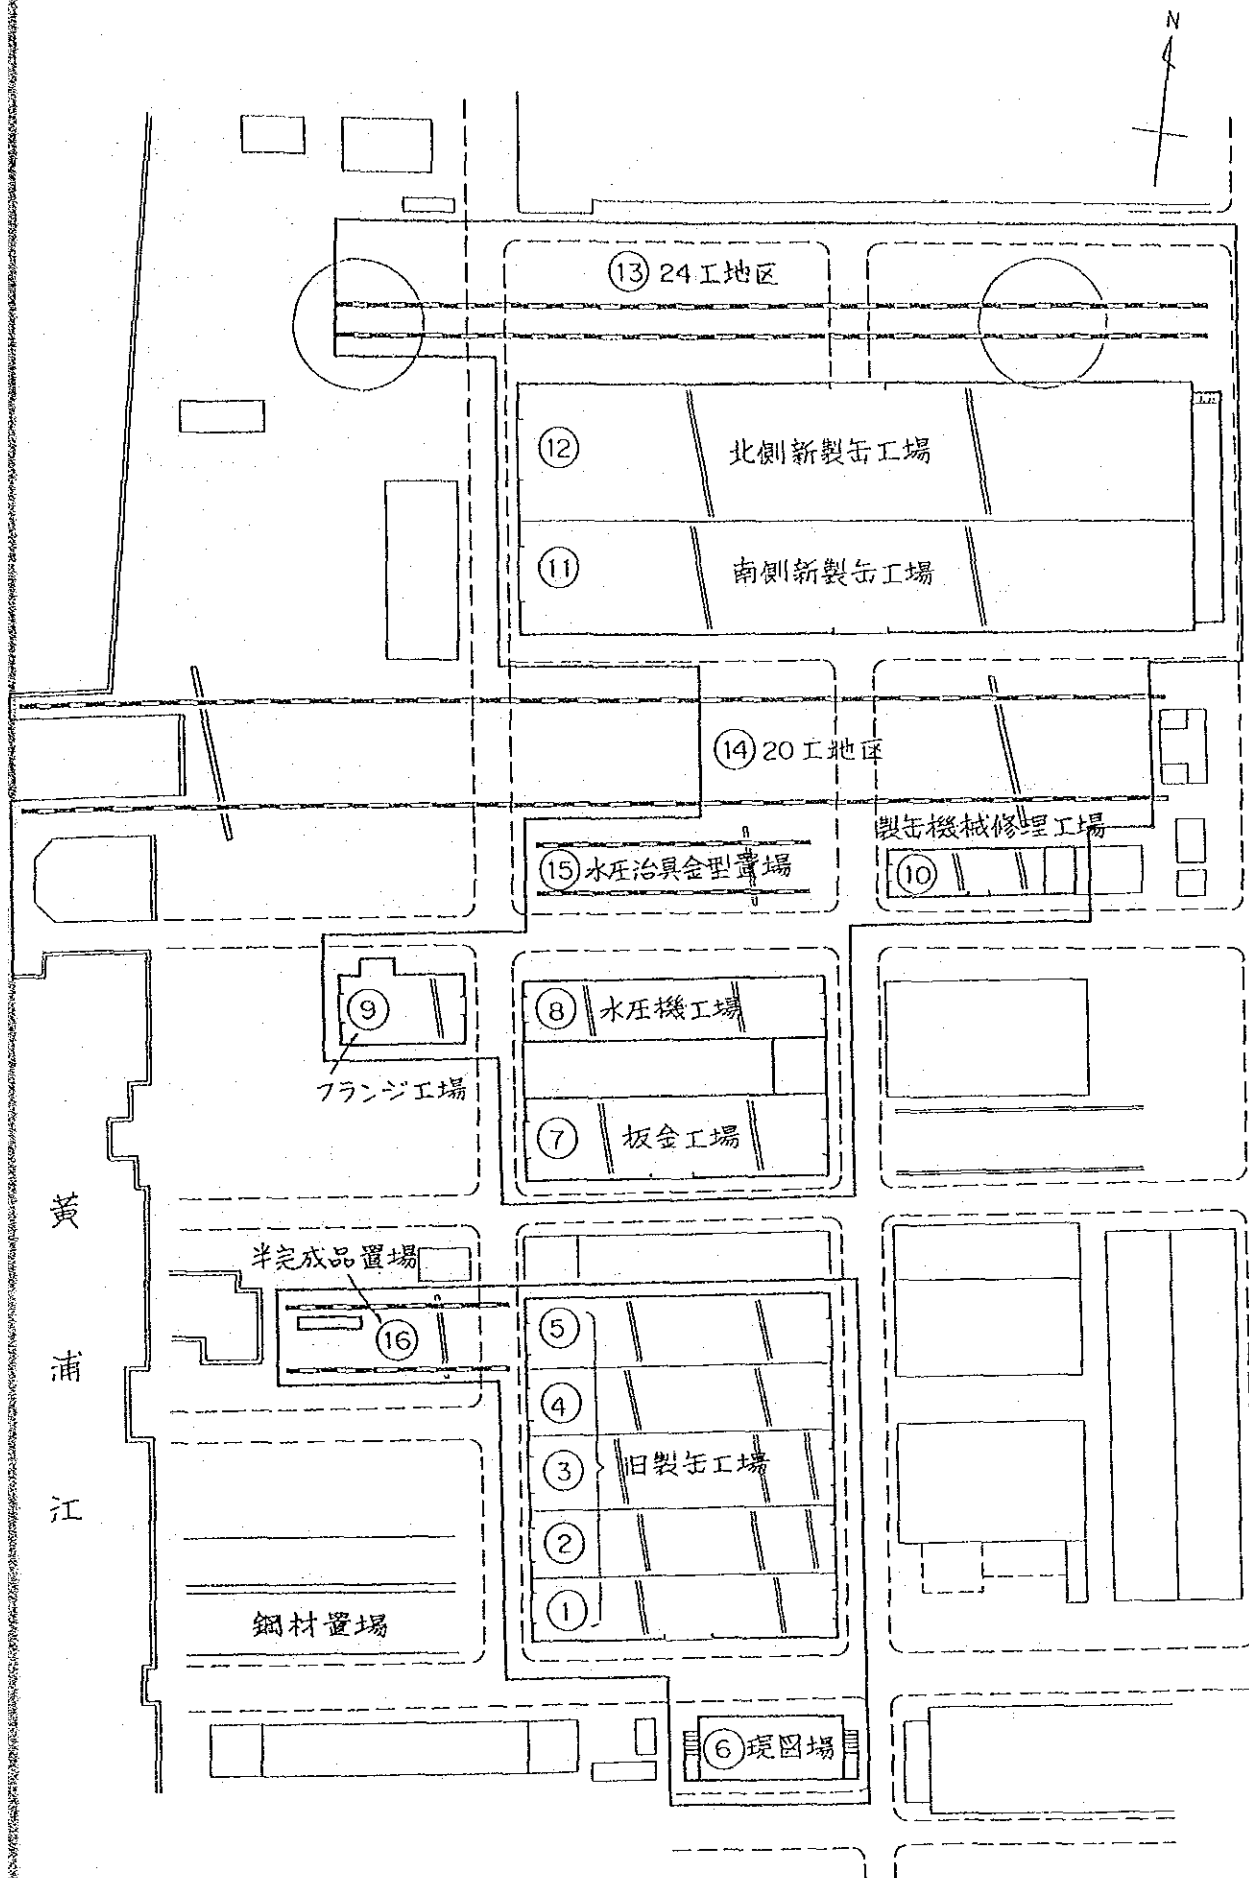 N
⑬ 24工地区
⑫ 北側新製缶工場
⑪ 南側新製缶工場
⑭ 20工地区
製缶機械修理工場
⑮ 水圧治具金型置場
⑩
⑨
⑧ 水圧機工場
フランジ工場
⑦ 板金工場
黄浦江
半完成品置場
⑯
⑤
④
③ 旧製缶工場
②
①
鋼材置場
⑥ 現図場